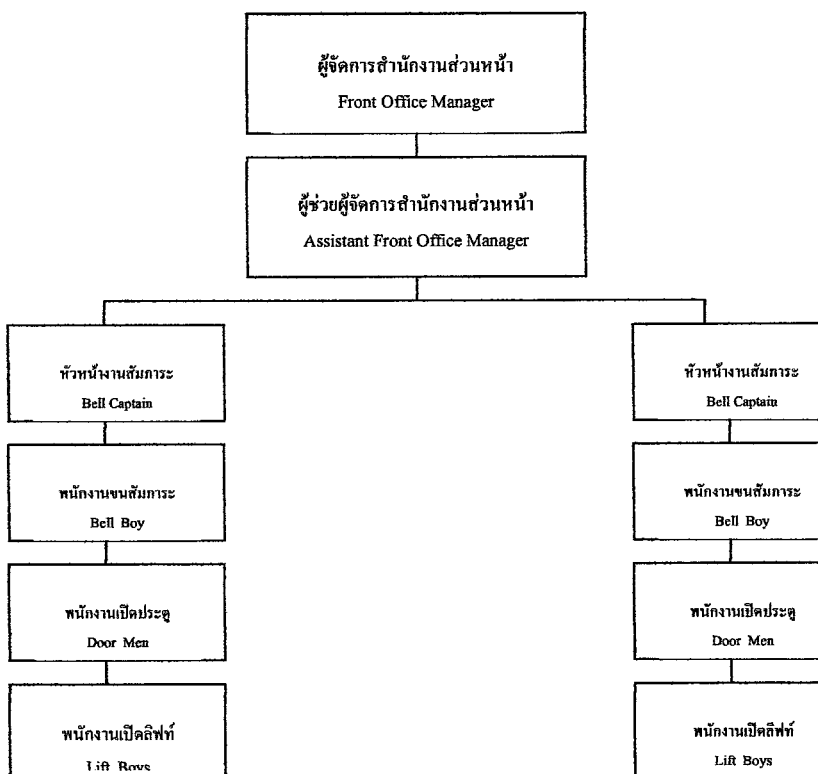 ผู้จัดการสำนักงานส่วนหน้า
Front Office Manager
ผู้ช่วยผู้จัดการสำนักงานส่วนหน้า
Assistant Front Office Manager
หัวหน้างานสัมภาระ
Bell Captain
พนักงานขนสัมภาระ
Bell Boy
พนักงานเปิดประตู
Door Men
พนักงานเปิดลิฟท์
Lift Boys
หัวหน้างานสัมภาระ
Bell Captain
พนักงานขนสัมภาระ
Bell Boy
พนักงานเปิดประตู
Door Men
พนักงานเปิดลิฟท์
Lift Boys